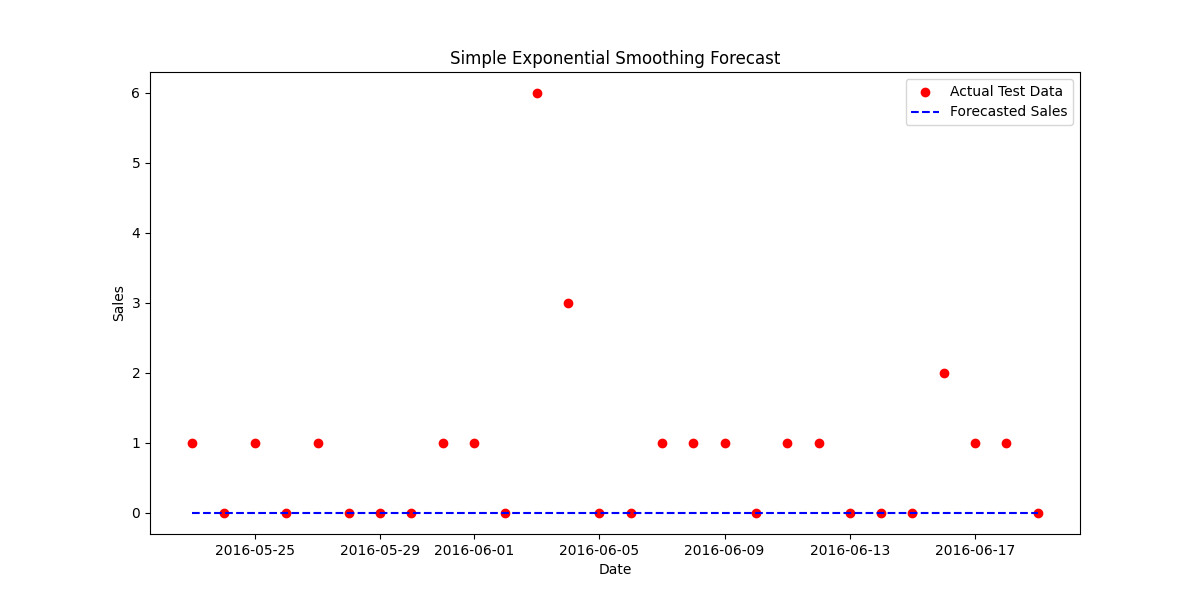 Simple Exponential Smoothing Forecast
Actual Test Data
Forecasted Sales
6
5
4
3
2
1
0
Sales
2016-05-25 2016-05-29 2016-06-01 2016-06-05 2016-06-09 2016-06-13 2016-06-17
Date